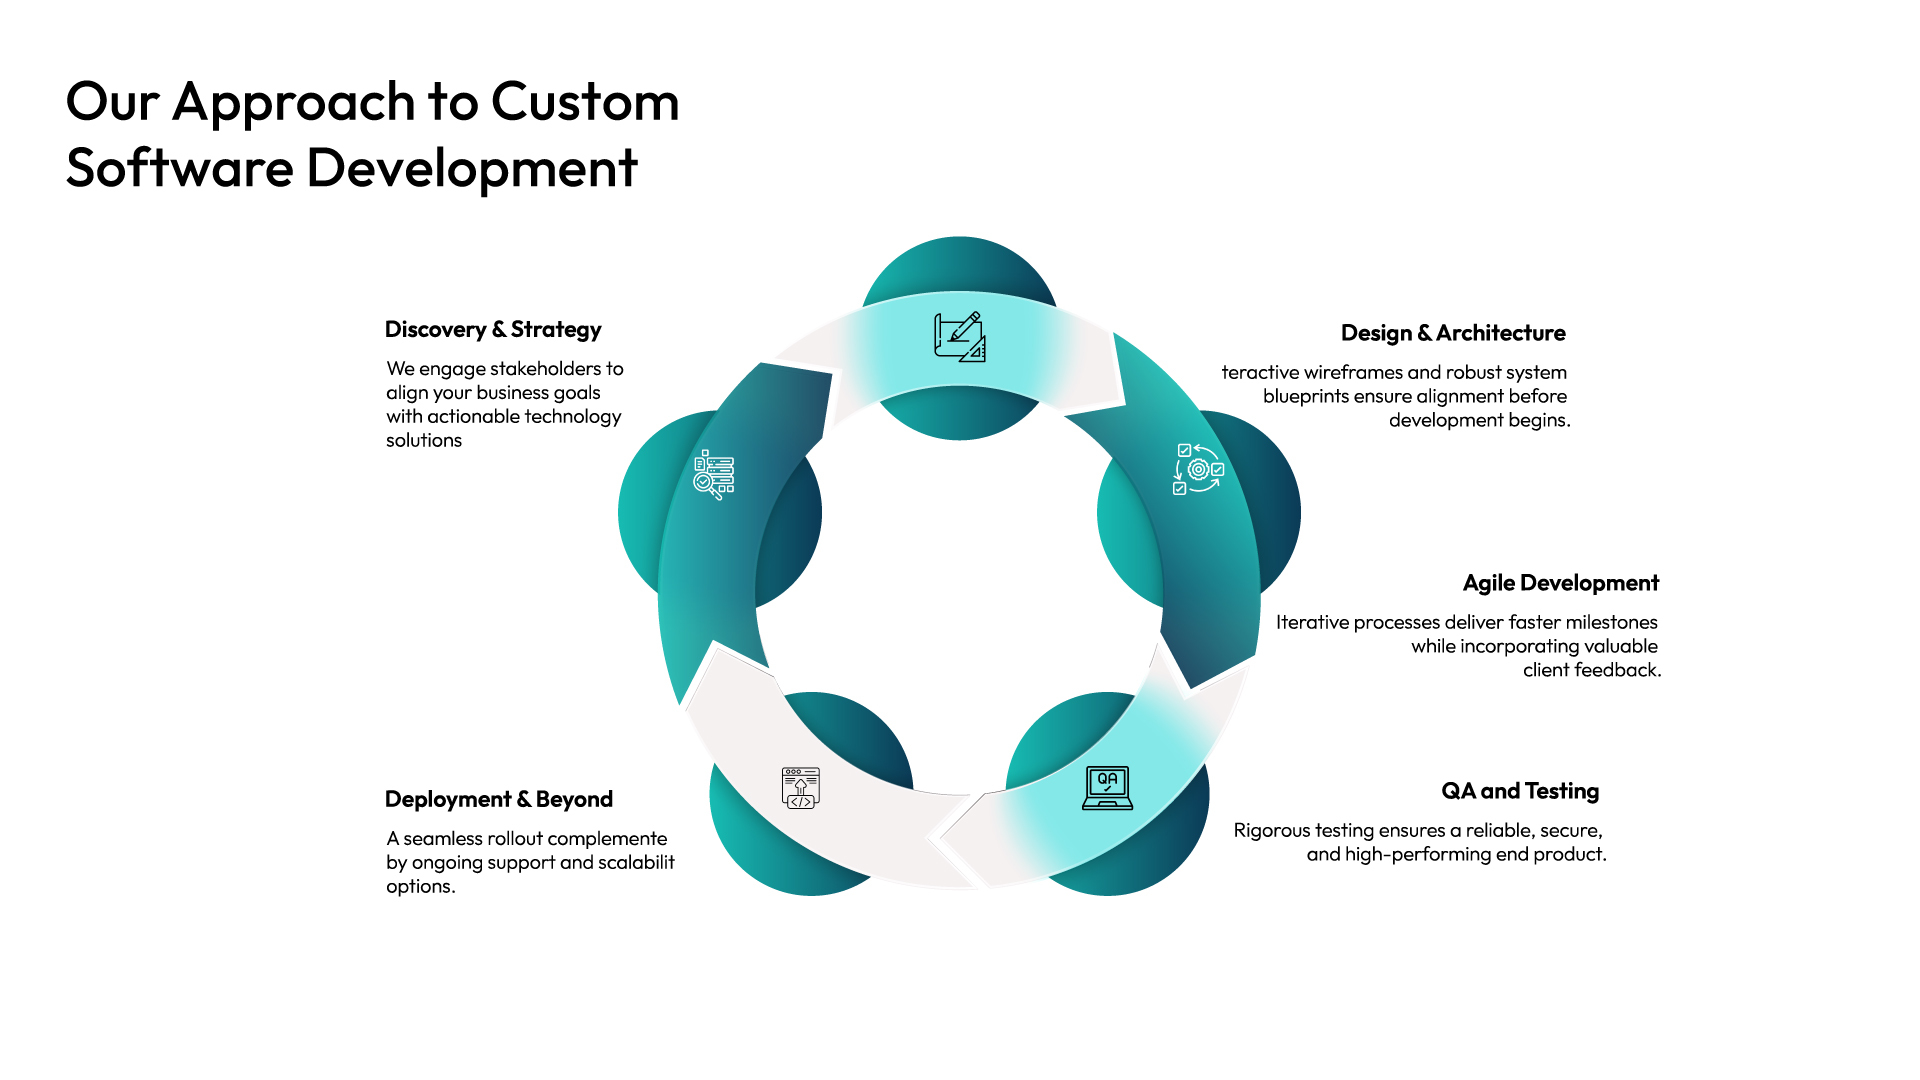 Our Approach to Custom
Software Development
Discovery & Strategy
We engage stakeholders to
align your business goals
with actionable technology
solutions
Design & Architecture
teractive wireframes and robust system
blueprints ensure alignment before
development begins.
Agile Development
Iterative processes deliver faster milestones
while incorporating valuable
client feedback.
QA
QA and Testing
Rigorous testing ensures a reliable, secure,
and high-performing end product.
Deployment & Beyond
A seamless rollout complemente
by ongoing support and scalabilit
options.